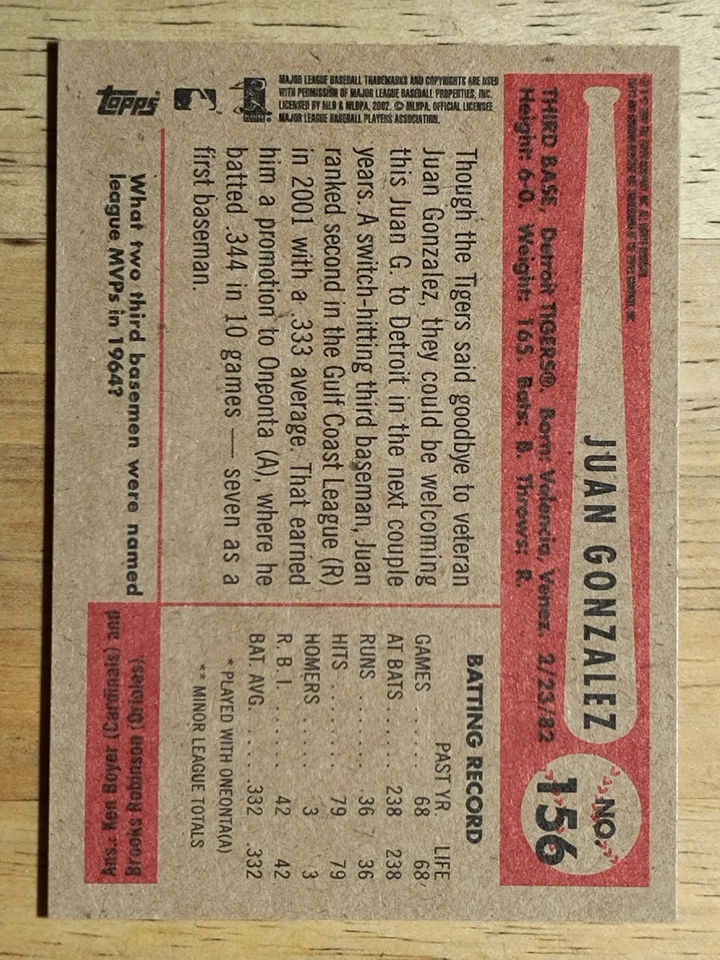 JUAN GONZALEZ
NO.
156
THIRD BASE, Detroit TIGERS®, Born: Valencia, Venez. 2/23/82
Height: 6-0. Weight: 165. Bats: B. Throws: R.
MAJOR LEAGUE BASEBALL TRADEMARKS AND COPYRIGHTS ARE USED
WITH PERMISSION OF MAJOR LEAGUE BASEBALL PROPERTIES, INC.
LICENSED BY MLB & MLBPA, 2002. © MLBPA. OFFICIAL LICENSEE
MAJOR LEAGUE BASEBALL PLAYERS ASSOCIATION.
Topps
Though the Tigers said goodbye to veteran
Juan Gonzalez, they could be welcoming
this Juan G. to Detroit in the next couple
years. A switch-hitting third baseman, Juan
ranked second in the Gulf Coast League (R)
in 2001 with a .333 average. That earned
him a promotion to Oneonta (A), where he
batted .344 in 10 games — seven as a
first baseman.
BATTING RECORD
PAST YR. LIFE
GAMES ...... 68 68
AT BATS .... 238 238
RUNS ....... 36 36
HITS ....... 79 79
HOMERS ..... 3 3
R. B. I. ...... 42 42
BAT. AVG. .... .332 .332
* PLAYED WITH ONEONTA(A)
** MINOR LEAGUE TOTALS
What two third basemen were named
league MVPs in 1964?
Ans. Ken Boyer (Cardinals) and
Brooks Robinson (Orioles).